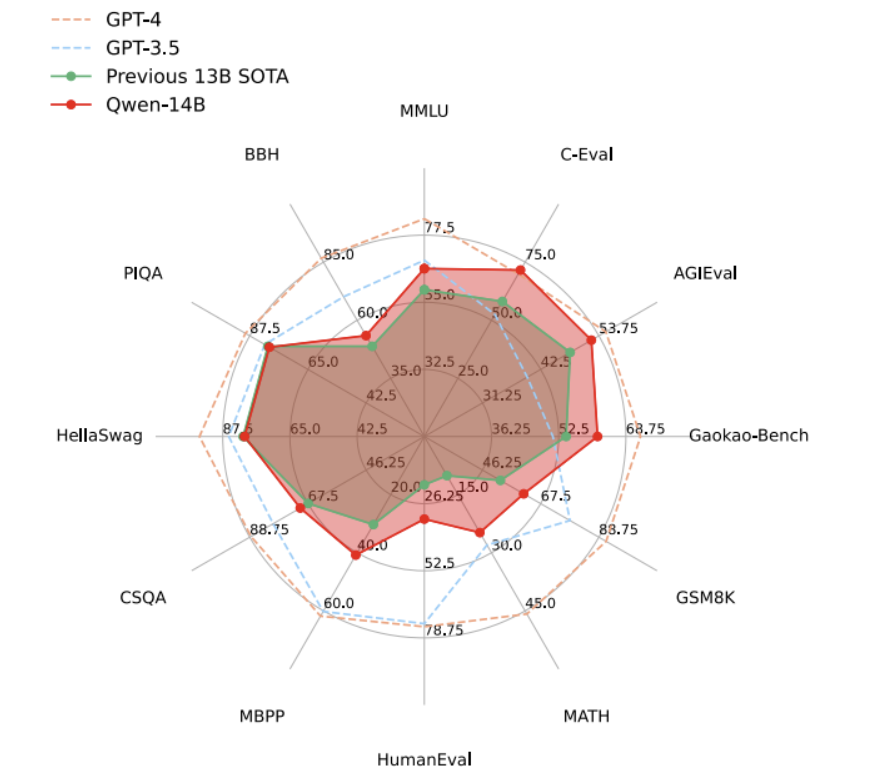 GPT-4
GPT-3.5
Previous 13B SOTA
Qwen-14B
MMLU
BBH
C-Eval
PIQA
AGIEval
HellaSwag
Gaokao-Bench
CSQA
GSM8K
MBPP
MATH
HumanEval
77.5
85.0
75.0
87.5
53.75
55.0
60.0
50.0
65.0
42.5
32.5
35.0
25.0
42.5
31.25
87.5
65.0
42.5
36.25
52.5
68.75
46.25
46.25
20.0
15.0
26.25
67.5
67.5
88.75
83.75
40.0
30.0
52.5
60.0
45.0
78.75